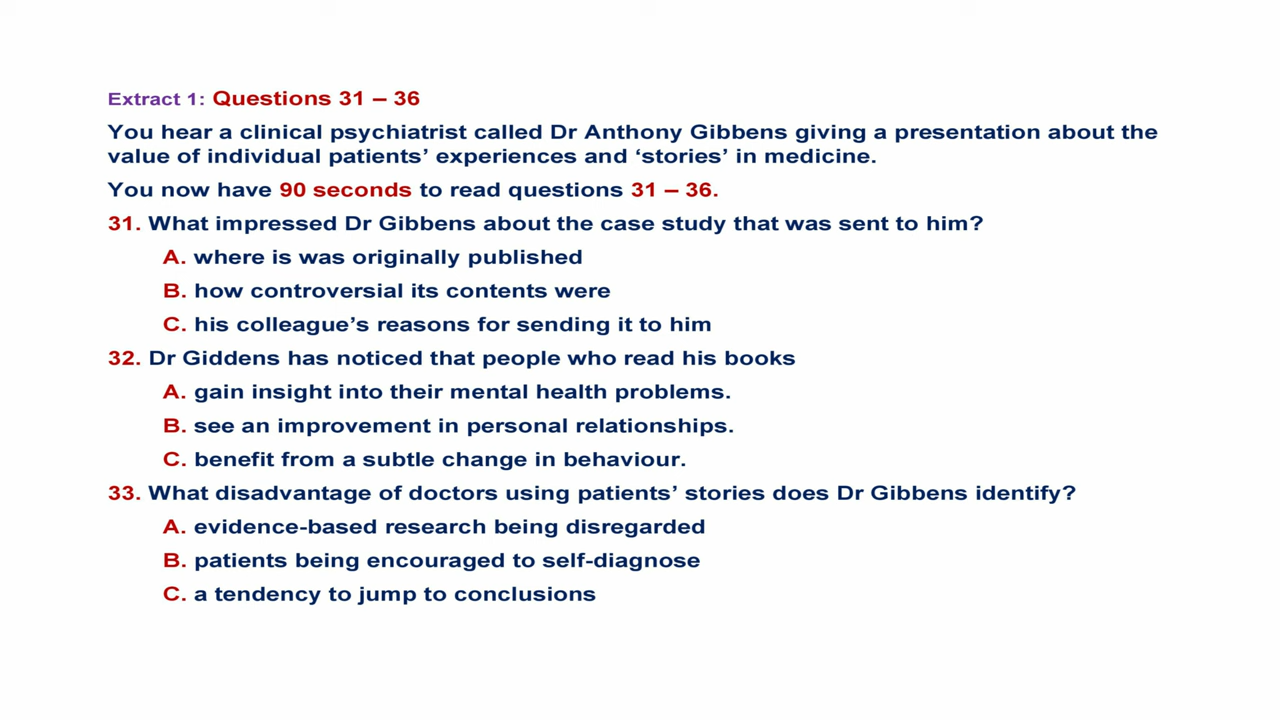 Extract 1: Questions 31 – 36
You hear a clinical psychiatrist called Dr Anthony Gibbens giving a presentation about the
value of individual patients’ experiences and ‘stories’ in medicine.
You now have 90 seconds to read questions 31 – 36.
31. What impressed Dr Gibbens about the case study that was sent to him?
A. where is was originally published
B. how controversial its contents were
C. his colleague’s reasons for sending it to him
32. Dr Giddens has noticed that people who read his books
A. gain insight into their mental health problems.
B. see an improvement in personal relationships.
C. benefit from a subtle change in behaviour.
33. What disadvantage of doctors using patients’ stories does Dr Gibbens identify?
A. evidence-based research being disregarded
B. patients being encouraged to self-diagnose
C. a tendency to jump to conclusions